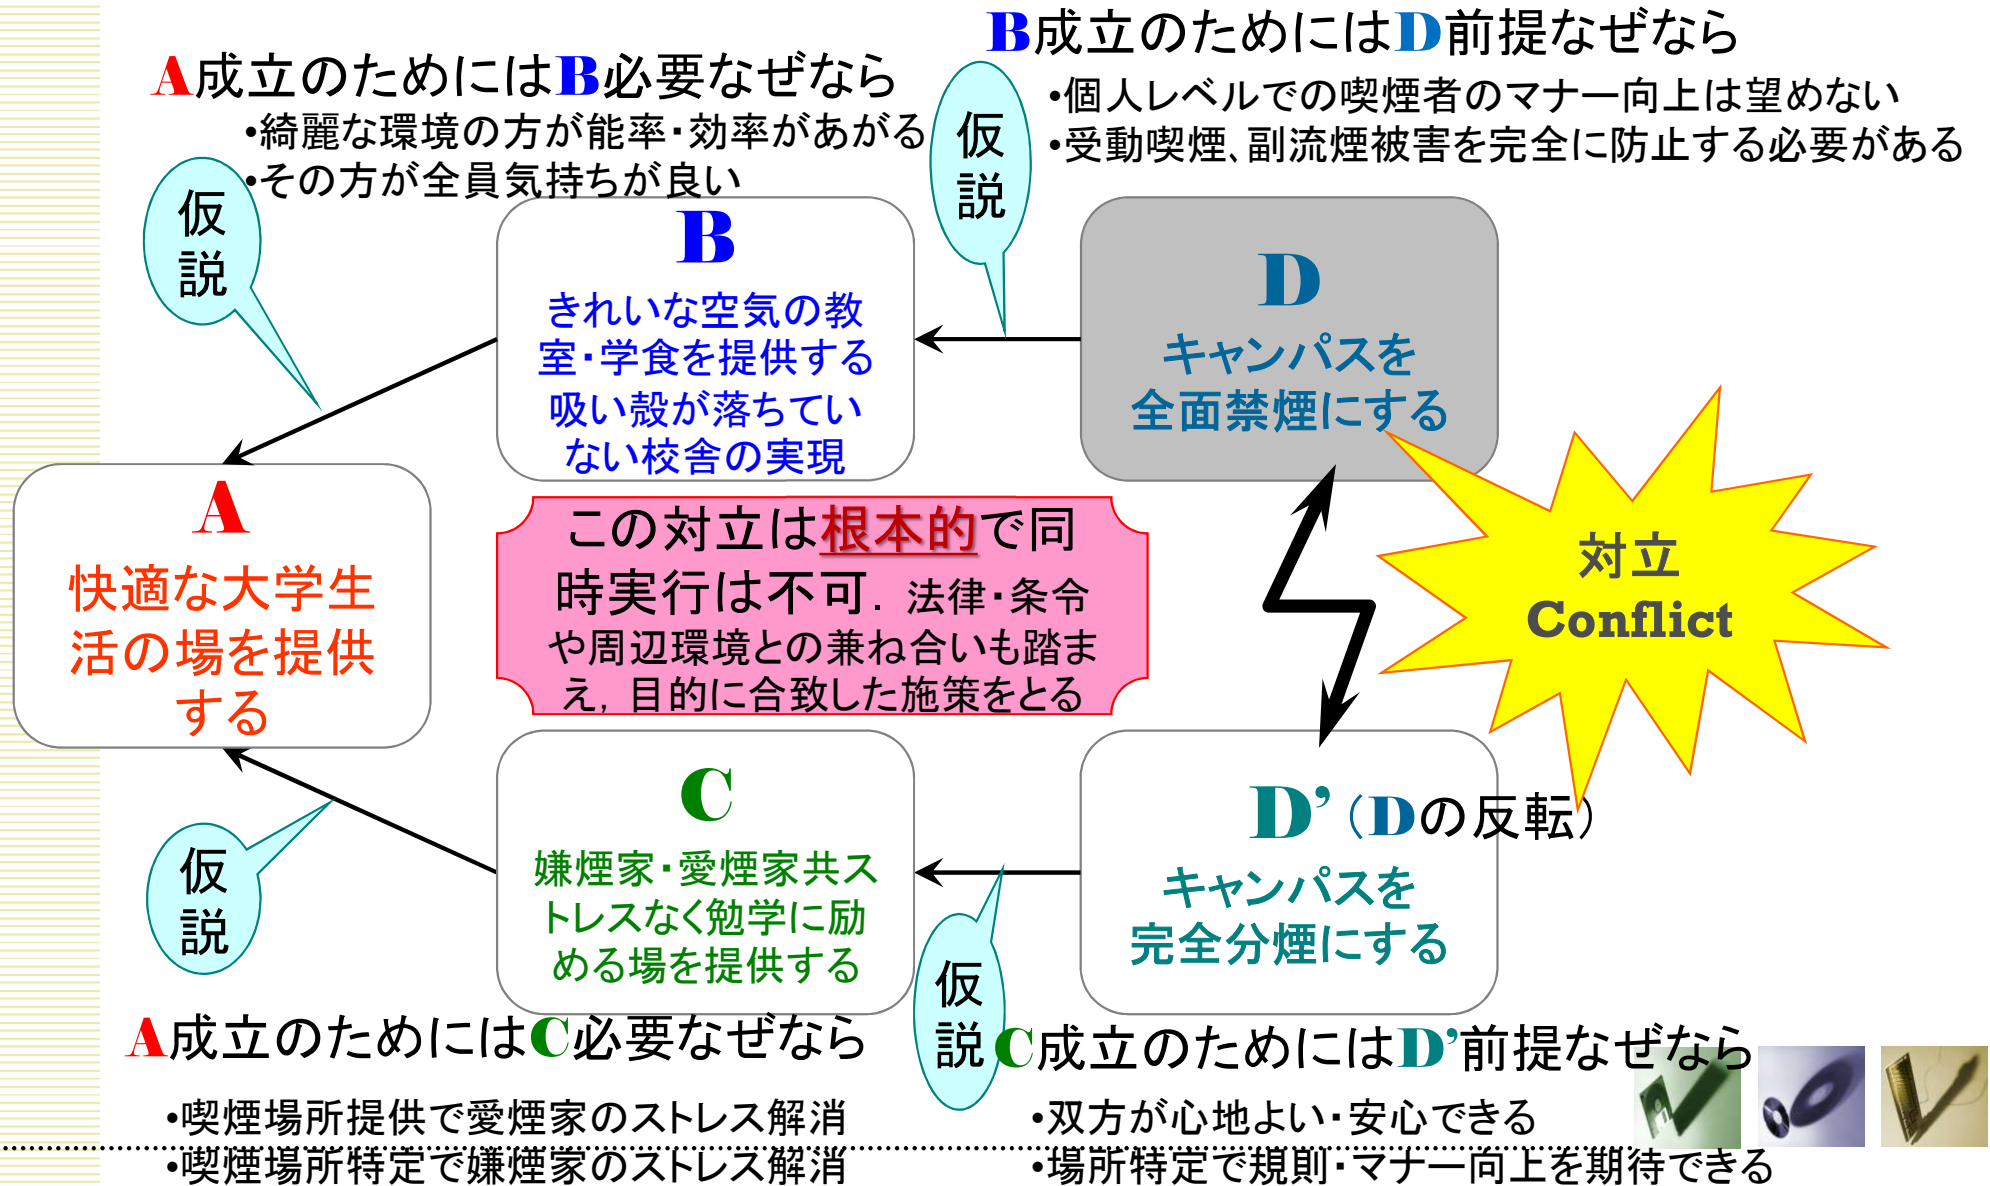 A成立のためにはB必要なぜなら
•綺麗な環境の方が能率・効率があがる
•その方が全員気持ちが良い
仮
説
B成立のためにはD前提なぜなら
•個人レベルでの喫煙者のマナー向上は望めない
•受動喫煙、副流煙被害を完全に防止する必要がある
仮
説
B
きれいな空気の教
室・学食を提供する
吸い殻が落ちてい
ない校舎の実現
D
キャンパスを
全面禁煙にする
A
快適な大学生
活の場を提供
する
この対立は根本的で同
時実行は不可．法律・条令
や周辺環境との兼ね合いも踏ま
え，目的に合致した施策をとる
対立
Conflict
C
嫌煙家・愛煙家共ス
トレスなく勉学に励
める場を提供する
D’（Dの反転）
キャンパスを
完全分煙にする
仮
説
A成立のためにはC必要なぜなら
•喫煙場所提供で愛煙家のストレス解消
•喫煙場所特定で嫌煙家のストレス解消
仮
説
C成立のためにはD’前提なぜなら
•双方が心地よい・安心できる
•場所特定で規則・マナー向上を期待できる